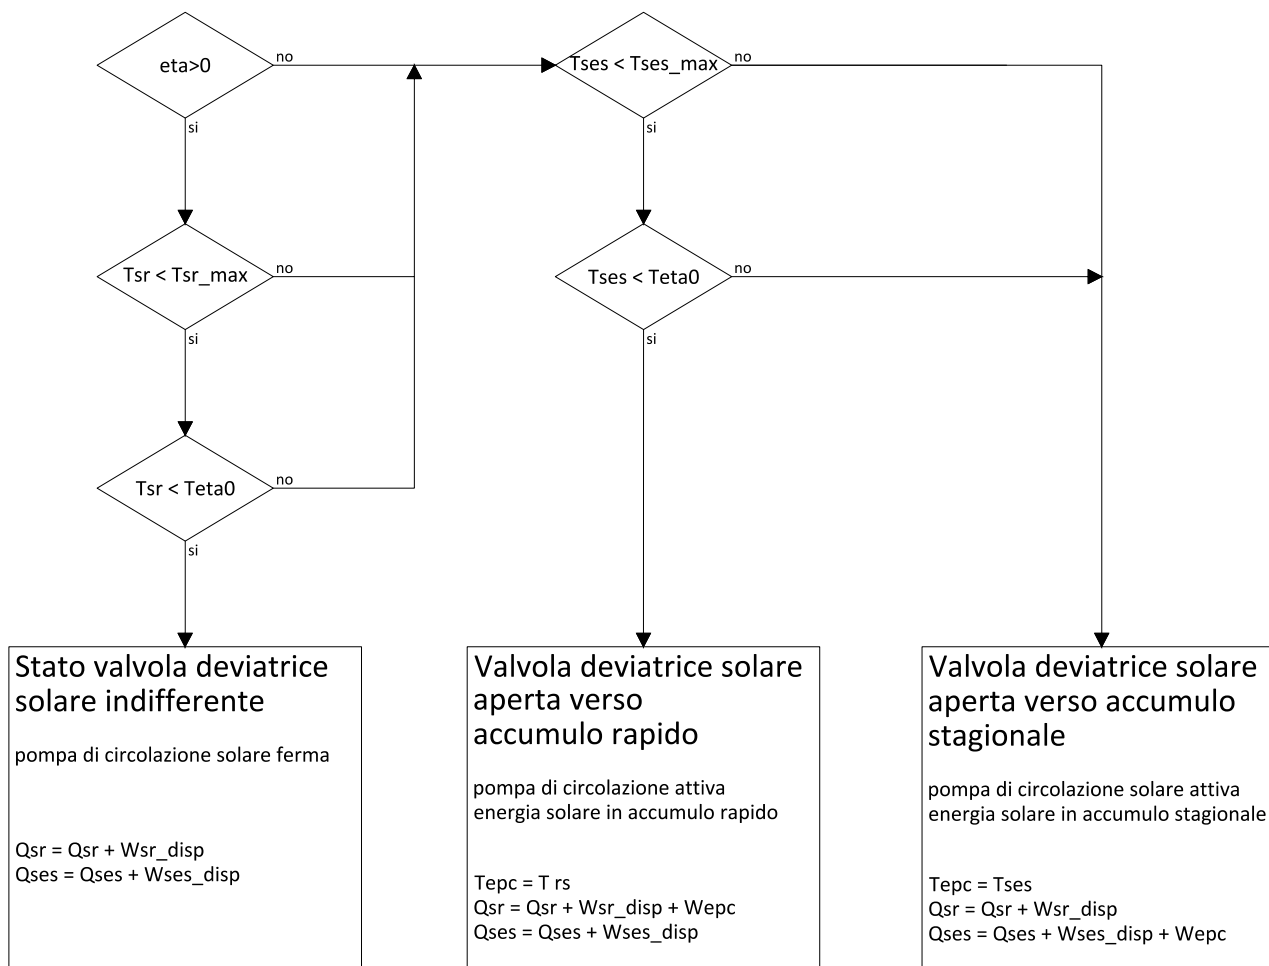 eta>0
no
si
Tsr < Tsr_max
no
si
Tsr < Teta0
no
si
Tses < Tses_max
no
si
Tses < Teta0
no
si
Stato valvola deviatrice
solare indifferente
pompa di circolazione solare ferma
Qsr = Qsr + Wsr_disp
Qses = Qses + Wses_disp
Valvola deviatrice solare
aperta verso
accumulo rapido
pompa di circolazione attiva
energia solare in accumulo rapido
Tepc = T rs
Qsr = Qsr + Wsr_disp + Wepc
Qses = Qses + Wses_disp
Valvola deviatrice solare
aperta verso accumulo
stagionale
pompa di circolazione solare attiva
energia solare in accumulo stagionale
Tepc = Tses
Qsr = Qsr + Wsr_disp
Qses = Qses + Wses_disp + Wepc